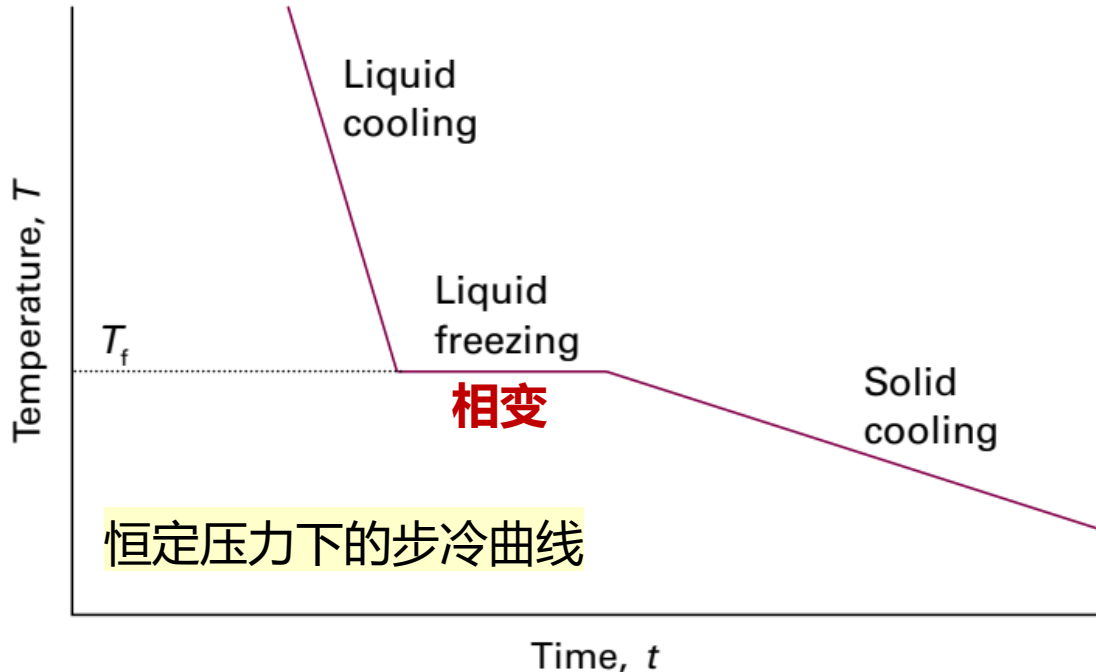 Liquid
cooling
Temperature, T
Liquid
freezing
T_f
相变
Solid
cooling
恒定压力下的步冷曲线
Time, t